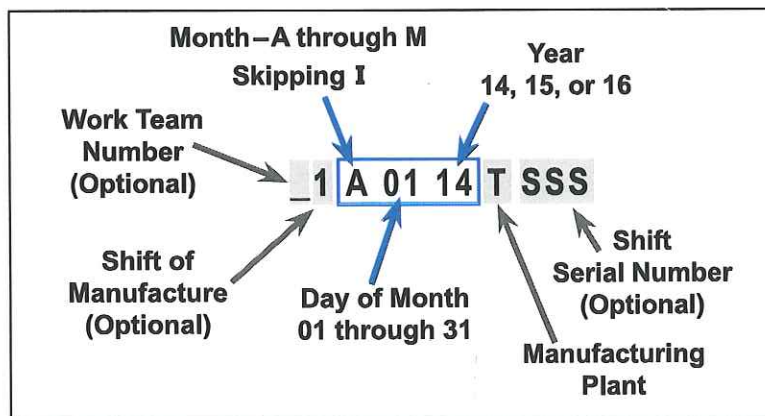 Month–A through M
Skipping I
Year
14, 15, or 16
Work Team
Number
(Optional)
_ 1 A 01 14 T SSS
Shift of
Manufacture
(Optional)
Day of Month
01 through 31
Shift
Serial Number
(Optional)
Manufacturing
Plant